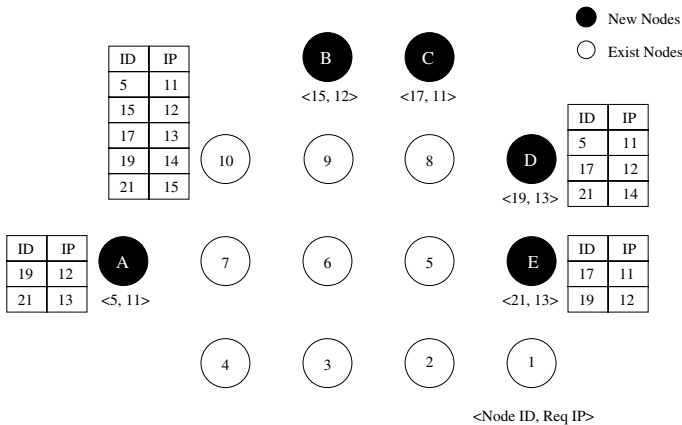 New Nodes
Exist Nodes
B
C
<15, 12>
<17, 11>
ID IP
5 11
15 12
17 13
19 14
21 15
10
9
8
D
<19, 13>
ID IP
5 11
17 12
21 14
ID IP
19 12
21 13
A
<5, 11>
7
6
5
E
<21, 13>
ID IP
17 11
19 12
4
3
2
1
<Node ID, Req IP>